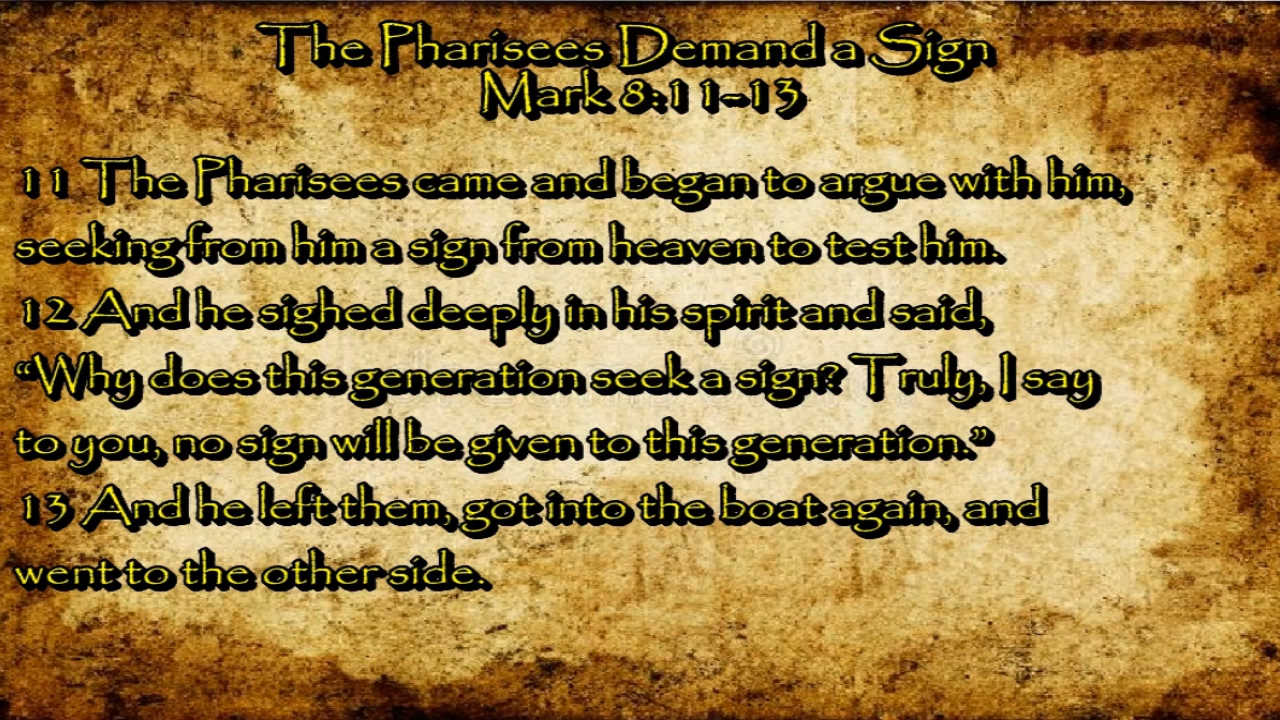 The Pharisees Demand a Sign
Mark 8:11-13
11 The Pharisees came and began to argue with him,
seeking from him a sign from heaven to test him.
12 And he sighed deeply in his spirit and said,
“Why does this generation seek a sign? Truly, I say
to you, no sign will be given to this generation.”
13 And he left them, got into the boat again, and
went to the other side.